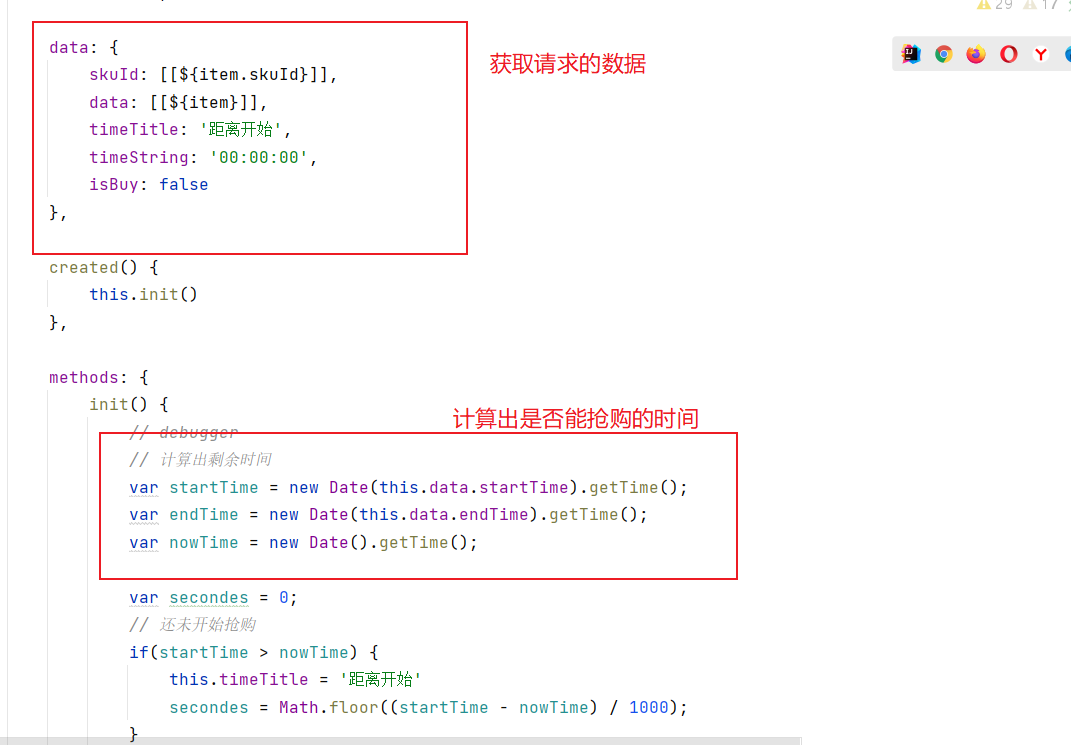 29 17
data: {
skuId: [[${item.skuId}]],
data: [[${item}]],
timeTitle: '距离开始',
timeString: '00:00:00',
isBuy: false
},
获取请求的数据
created() {
this.init()
},
methods: {
init() {
计算出是否能抢购的时间
// debugger
// 计算出剩余时间
var startTime = new Date(this.data.startTime).getTime();
var endTime = new Date(this.data.endTime).getTime();
var nowTime = new Date().getTime();
var secondes = 0;
// 还未开始抢购
if(startTime > nowTime) {
this.timeTitle = '距离开始'
secondes = Math.floor((startTime - nowTime) / 1000);
}